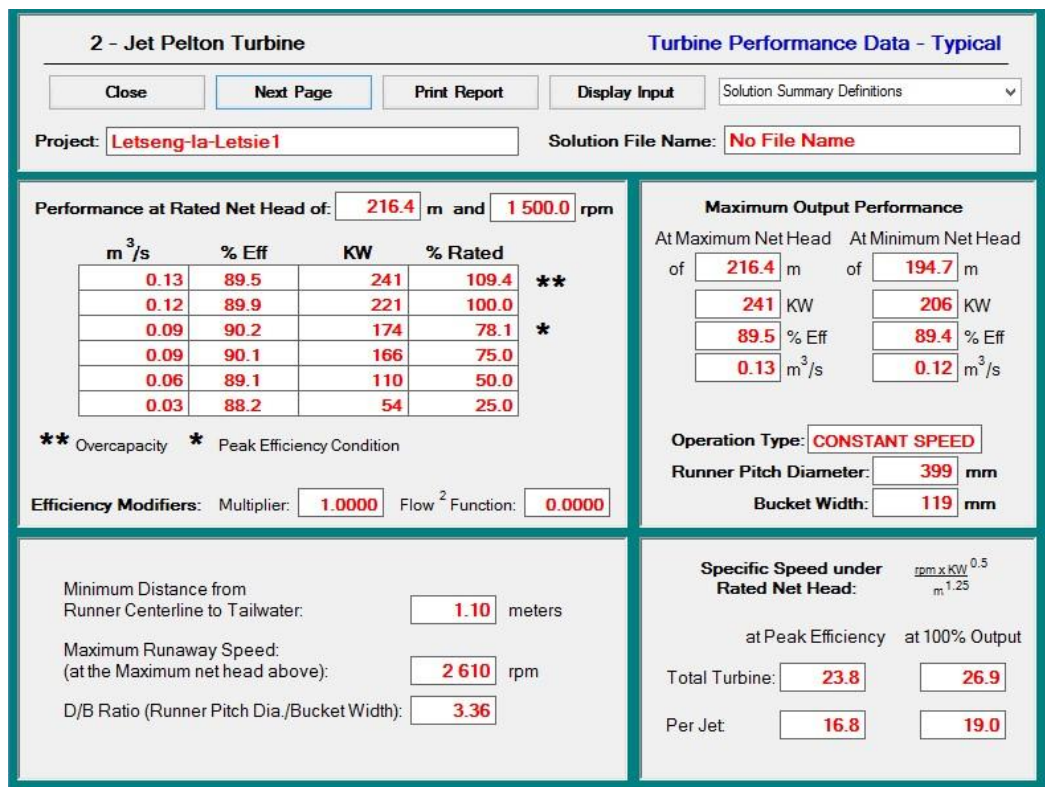 2 - Jet Pelton Turbine Turbine Performance Data - Typical
Close Next Page Print Report Display Input Solution Summary Definitions
Project: Letseng-la-Letsie1 Solution File Name: No File Name
Performance at Rated Net Head of: 216.4 m and 1 500.0 rpm
m3/s % Eff KW % Rated
0.13 89.5 241 109.4 **
0.12 89.9 221 100.0
0.09 90.2 174 78.1 *
0.09 90.1 166 75.0
0.06 89.1 110 50.0
0.03 88.2 54 25.0
** Overcapacity * Peak Efficiency Condition
Efficiency Modifiers: Multiplier: 1.0000 Flow 2 Function: 0.0000
Maximum Output Performance
At Maximum Net Head At Minimum Net Head
of 216.4 m of 194.7 m
241 KW 206 KW
89.5 % Eff 89.4 % Eff
0.13 m3/s 0.12 m3/s
Operation Type: CONSTANT SPEED
Runner Pitch Diameter: 399 mm
Bucket Width: 119 mm
Minimum Distance from
Runner Centerline to Tailwater: 1.10 meters
Maximum Runaway Speed:
(at the Maximum net head above): 2 610 rpm
D/B Ratio (Runner Pitch Dia./Bucket Width): 3.36
Specific Speed under rpm x KW 0.5
Rated Net Head: m 1.25
at Peak Efficiency at 100% Output
Total Turbine: 23.8 26.9
Per Jet: 16.8 19.0